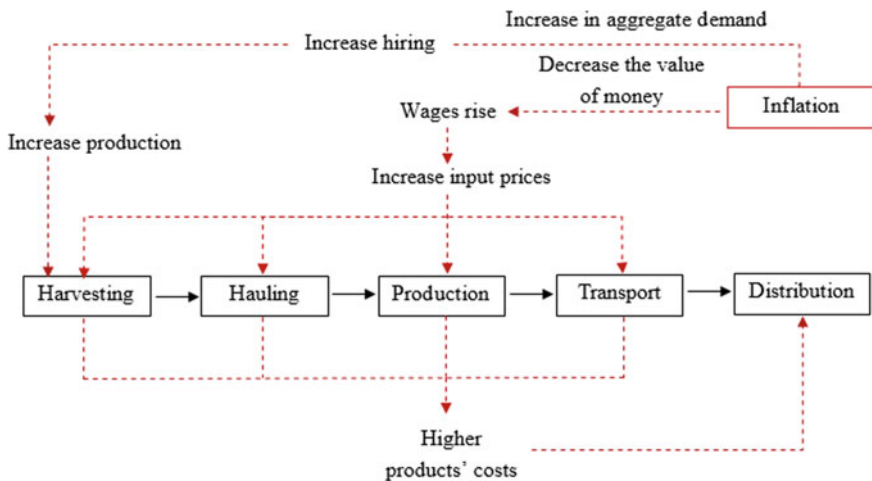 Increase in aggregate demand
Increase hiring
Decrease the value
of money
Inflation
Wages rise
Increase production
Increase input prices
Harvesting
Hauling
Production
Transport
Distribution
Higher
products’ costs